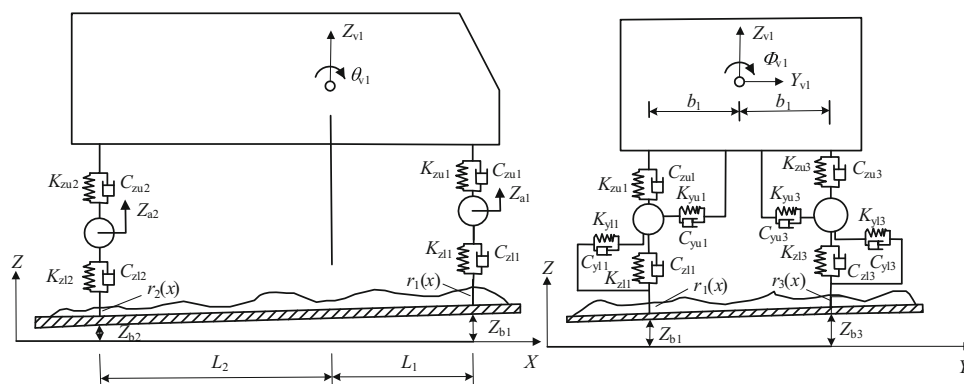 Z_v1
θ_v1
K_zu2
C_zu2
Z_a2
K_zl2
C_zl2
r_2(x)
K_zu1
C_zu1
Z_a1
K_zl1
C_zl1
r_1(x)
Z
Z_b2
Z_b1
X
L_2
L_1
Z_v1
Φ_v1
Y_v1
b_1
b_1
K_zu1
C_zu1
K_zu3
C_zu3
K_yu1
K_yu3
K_yl1
K_yl3
C_yu1
C_yu3
C_yl1
K_zl1
C_zl1
K_zl3
C_zl3
C_yl3
r_1(x)
r_3(x)
Z
Z_b1
Z_b3
Y